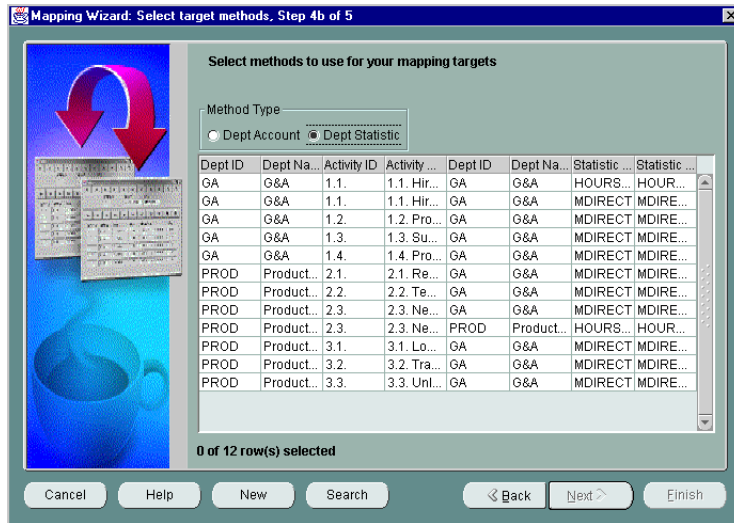 Mapping Wizard: Select target methods, Step 4b of 5
Select methods to use for your mapping targets
Method Type
Dept Account Dept Statistic
Dept ID Dept Na... Activity ID Activity ... Dept ID Dept Na... Statistic ... Statistic ...
GA G&A 1.1. 1.1. Hir... GA G&A HOURS... HOUR...
GA G&A 1.1. 1.1. Hir... GA G&A MDIRECT MDIRE...
GA G&A 1.2. 1.2. Pro... GA G&A MDIRECT MDIRE...
GA G&A 1.3. 1.3. Su... GA G&A MDIRECT MDIRE...
GA G&A 1.4. 1.4. Pro... GA G&A MDIRECT MDIRE...
PROD Product... 2.1. 2.1. Re... GA G&A MDIRECT MDIRE...
PROD Product... 2.2. 2.2. Te... GA G&A MDIRECT MDIRE...
PROD Product... 2.3. 2.3. Ne... GA G&A MDIRECT MDIRE...
PROD Product... 2.3. 2.3. Ne... PROD Product... HOURS... HOUR...
PROD Product... 3.1. 3.1. Lo... GA G&A MDIRECT MDIRE...
PROD Product... 3.2. 3.2. Tra... GA G&A MDIRECT MDIRE...
PROD Product... 3.3. 3.3. Unl... GA G&A MDIRECT MDIRE...
0 of 12 row(s) selected
Cancel Help New Search Back Next Finish